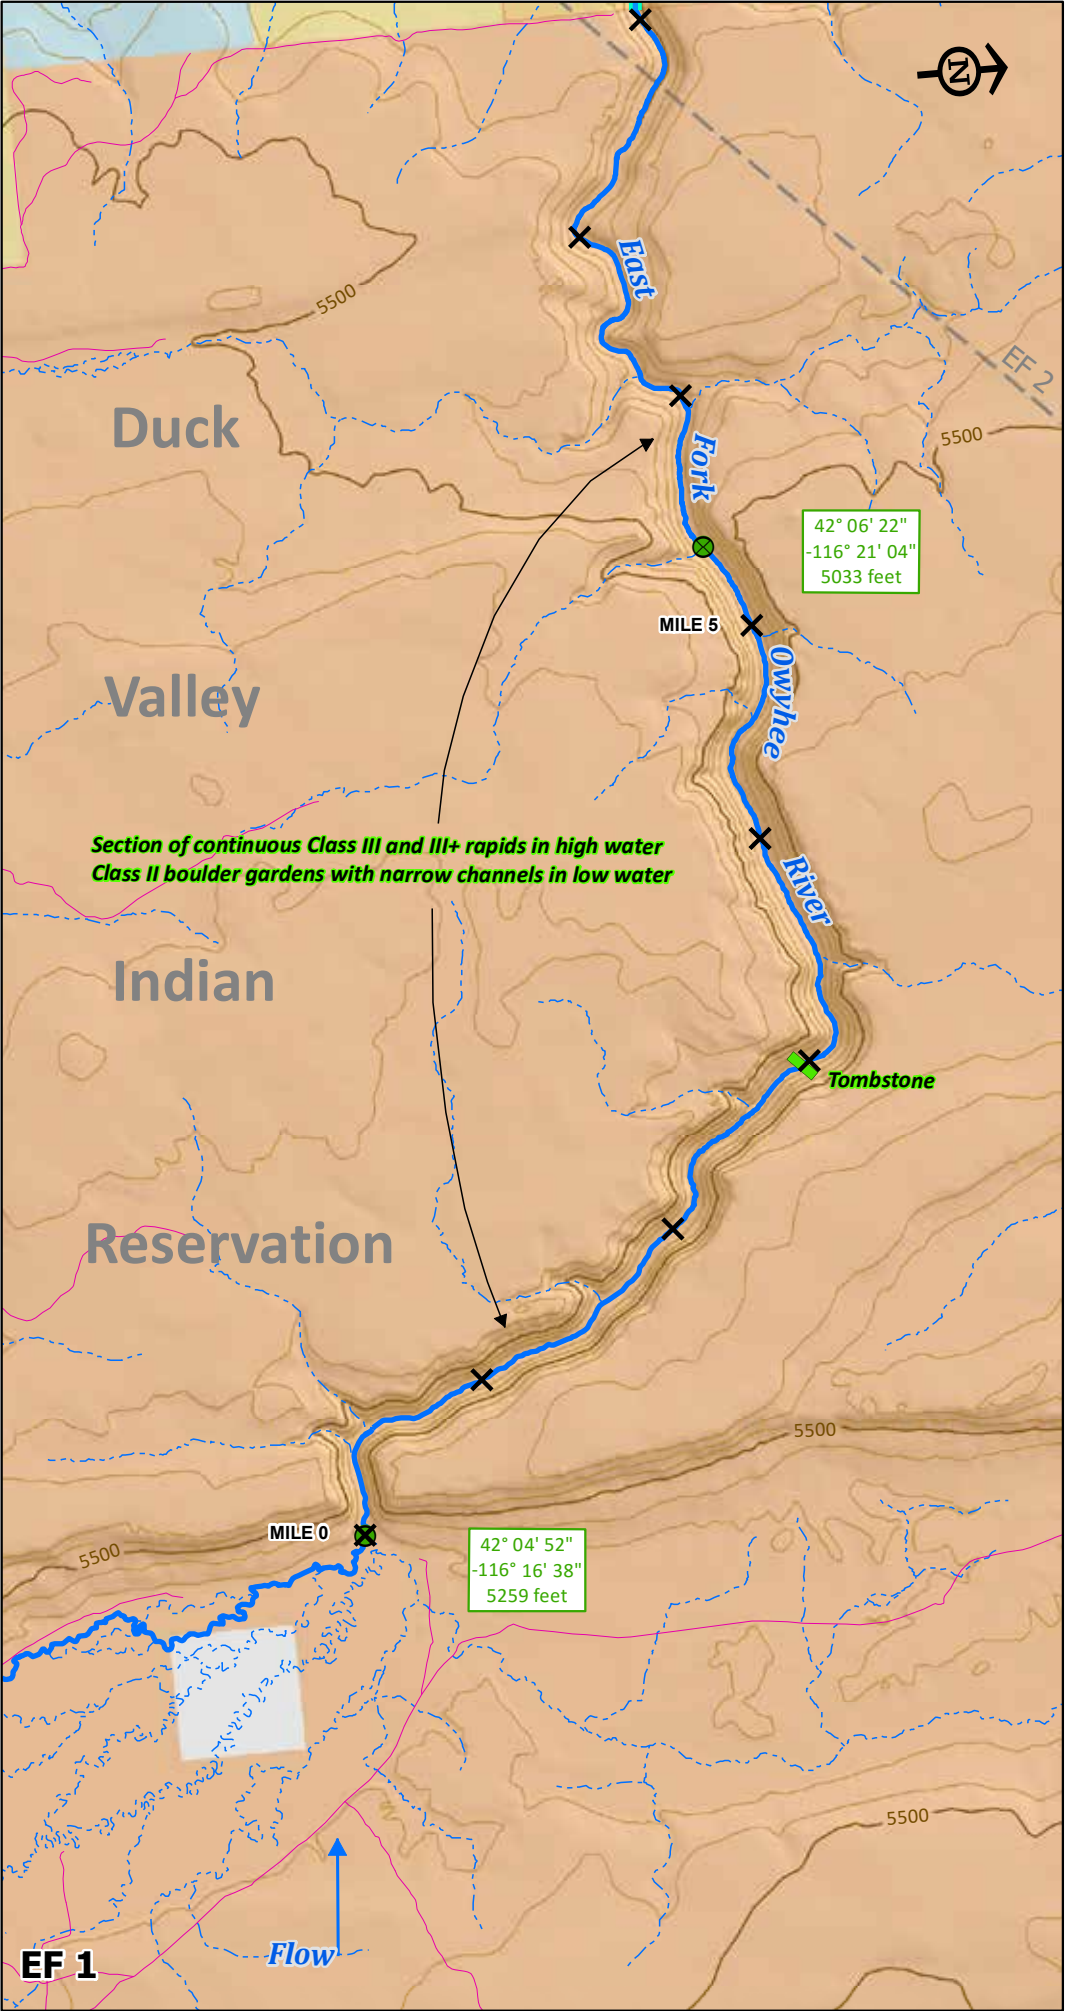 N
East
5500
EF 2
Duck
5500
Fork
42° 06' 22"
-116° 21' 04"
5033 feet
MILE 5
Owyhee
Valley
Section of continuous Class III and III+ rapids in high water
Class II boulder gardens with narrow channels in low water
River
Indian
Tombstone
Reservation
5500
MILE 0
42° 04' 52"
-116° 16' 38"
5259 feet
5500
5500
Flow
EF 1